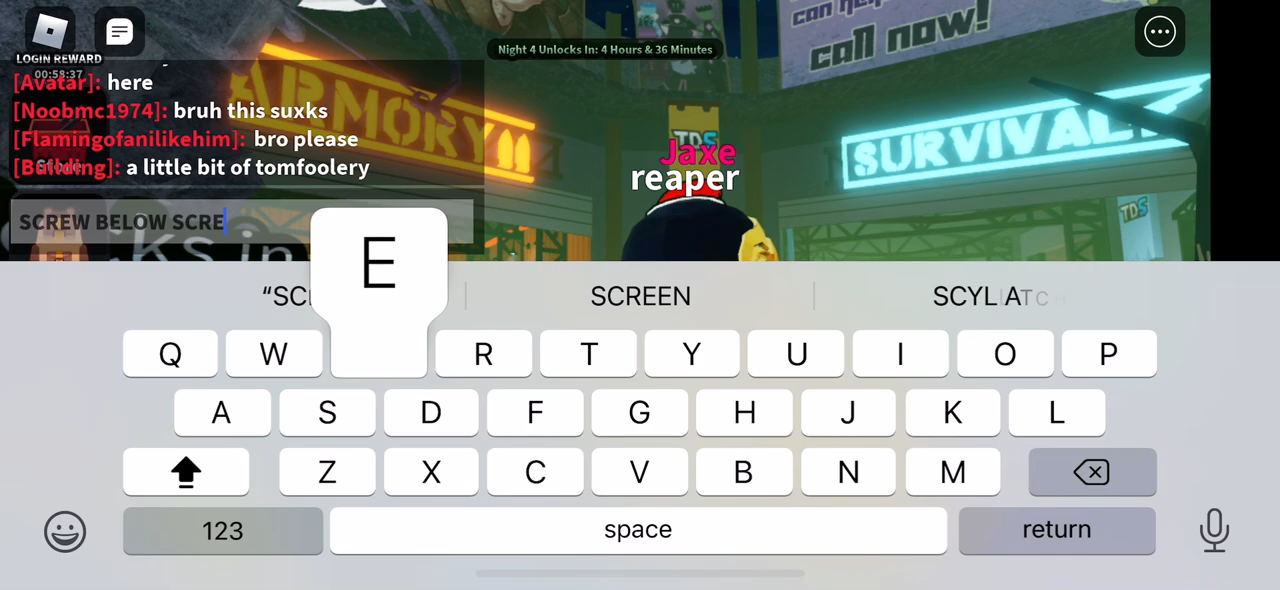 can
call now!
Night 4 Unlocks In: 4 Hours & 36 Minutes
LOGIN REWARD
00:58:37
[Avatar]: here
[Noobmc1974]: bruh this suxks
[Flamingofanilikehim]: bro please
[Building]: a little bit of tomfoolery
ARMORY
SURVIVAL
TDS
Jaxe
reaper
TDS
SCREW BELOW SCRE
E
SCREEN
Q W R T Y U I O P
A S D F G H J K L
Z X C V B N M
123 space return